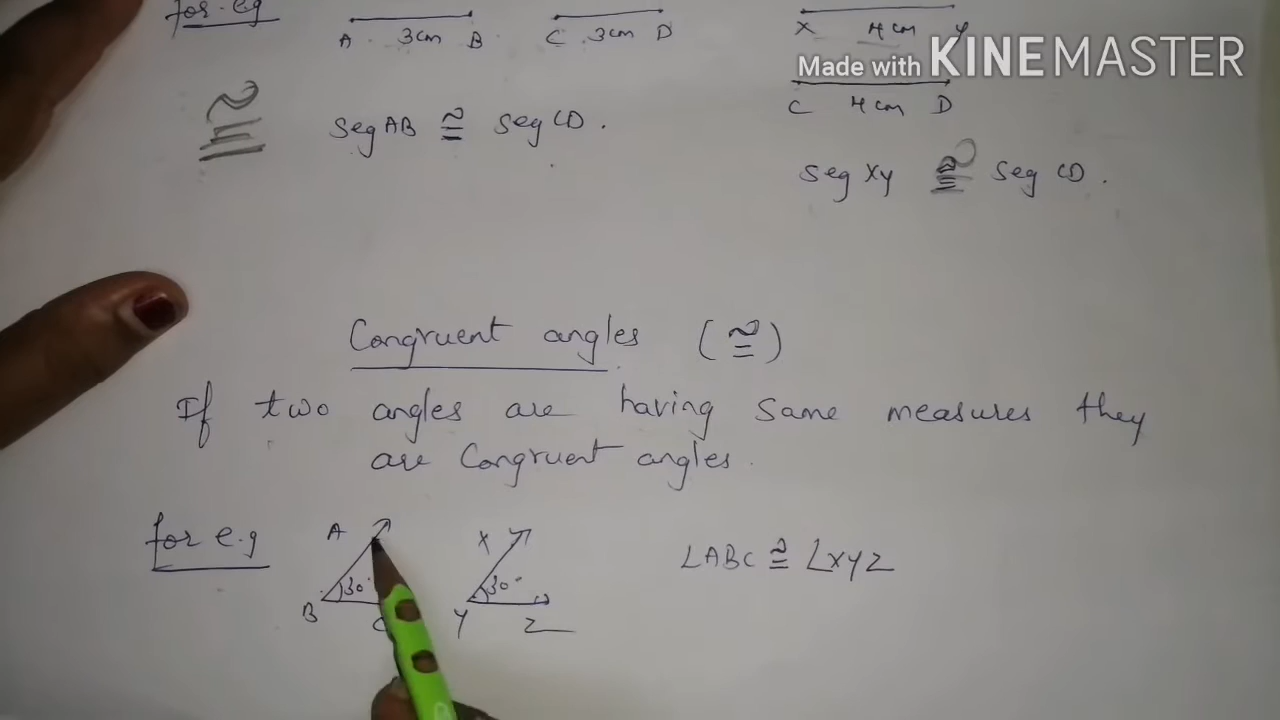 for e.g
A 3cm B C 3cm D X 4cm Y
Made with KINEMASTER
C 4cm D
≅ seg AB ≅ seg CD.
seg XY ≅ seg CD.
Congruent angles (≅)
If two angles are having same measures they
are Congruent angles.
for e.g A X ∠ABC ≅ ∠XYZ
30° 30°
B C Y Z